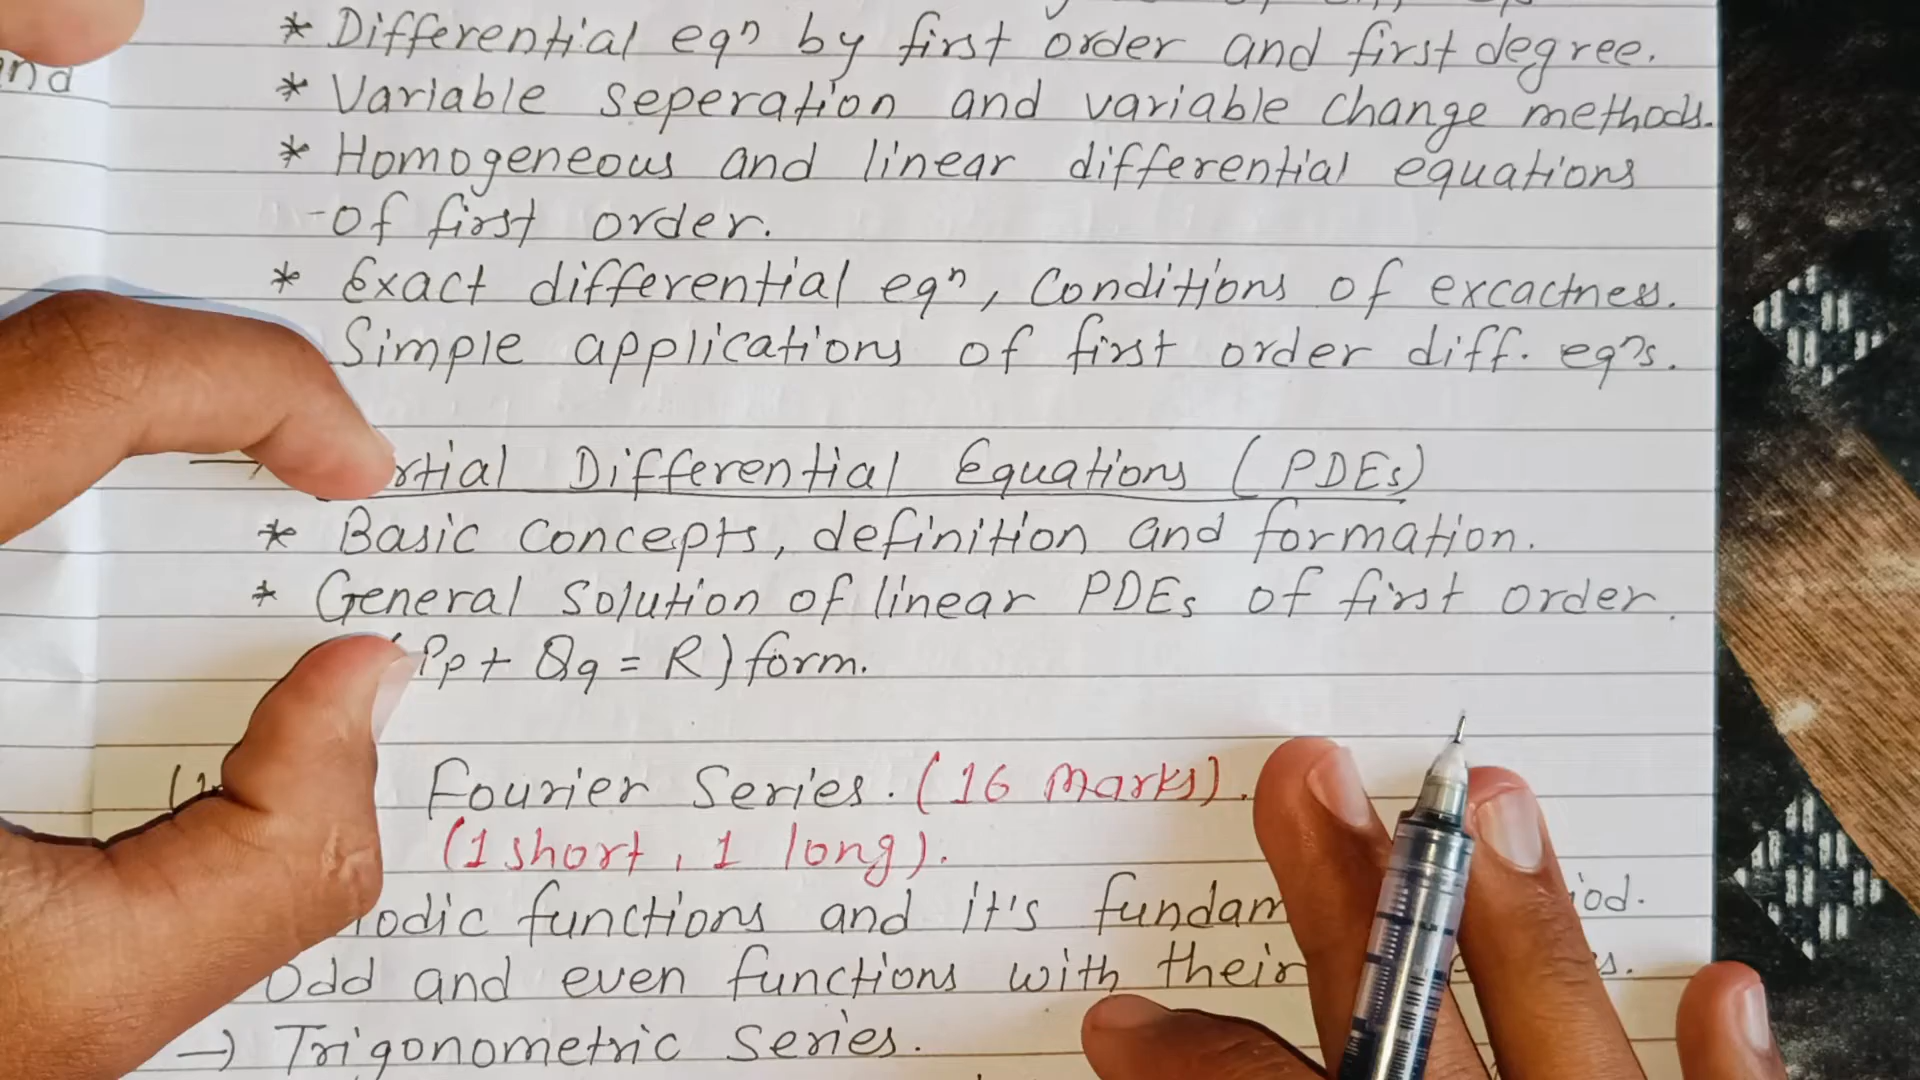 nd
* Differential eqⁿ by first order and first degree.
* Variable seperation and variable change methods.
* Homogeneous and linear differential equations
-of first order.
* Exact differential eqⁿ, Conditions of excactness.
Simple applications of first order diff. eqⁿs.
→ rtial Differential Equations (PDEs)
* Basic concepts, definition and formation.
* General solution of linear PDEs of first order.
(Pp + Qq = R) form.
Fourier Series. (16 Marks).
(1 short, 1 long).
iodic functions and it's fundam iod.
Odd and even functions with their s.
→ Trigonometric Series.